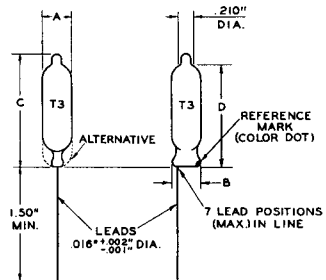 A
.210"
DIA.
C
T3
T3
D
ALTERNATIVE
REFERENCE
MARK
(COLOR DOT)
B
1.50"
MIN.
LEADS
.016" +.002" -.001" DIA.
7 LEAD POSITIONS
(MAX.) IN LINE